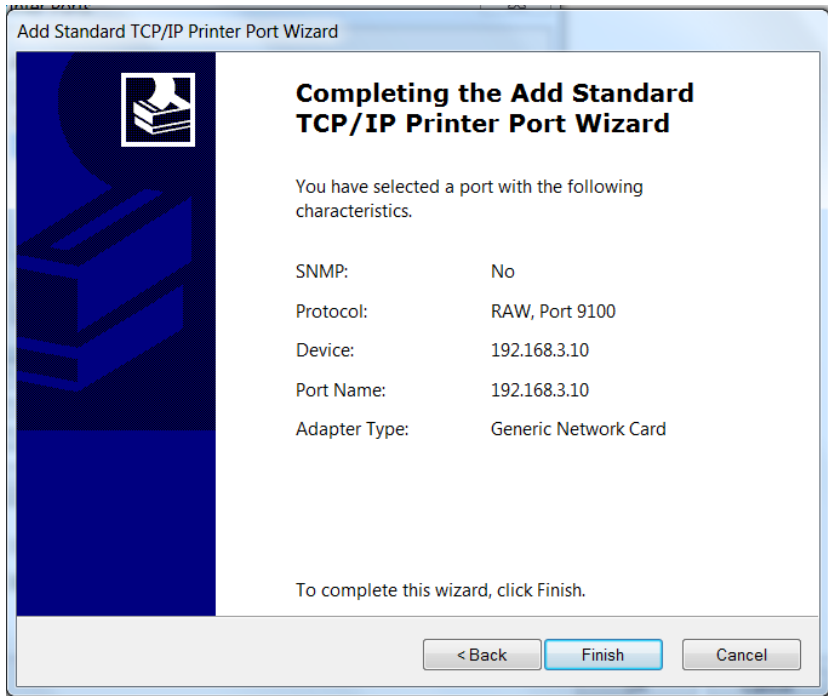 Add Standard TCP/IP Printer Port Wizard
Completing the Add Standard
TCP/IP Printer Port Wizard
You have selected a port with the following
characteristics.
SNMP: No
Protocol: RAW, Port 9100
Device: 192.168.3.10
Port Name: 192.168.3.10
Adapter Type: Generic Network Card
To complete this wizard, click Finish.
< Back Finish Cancel